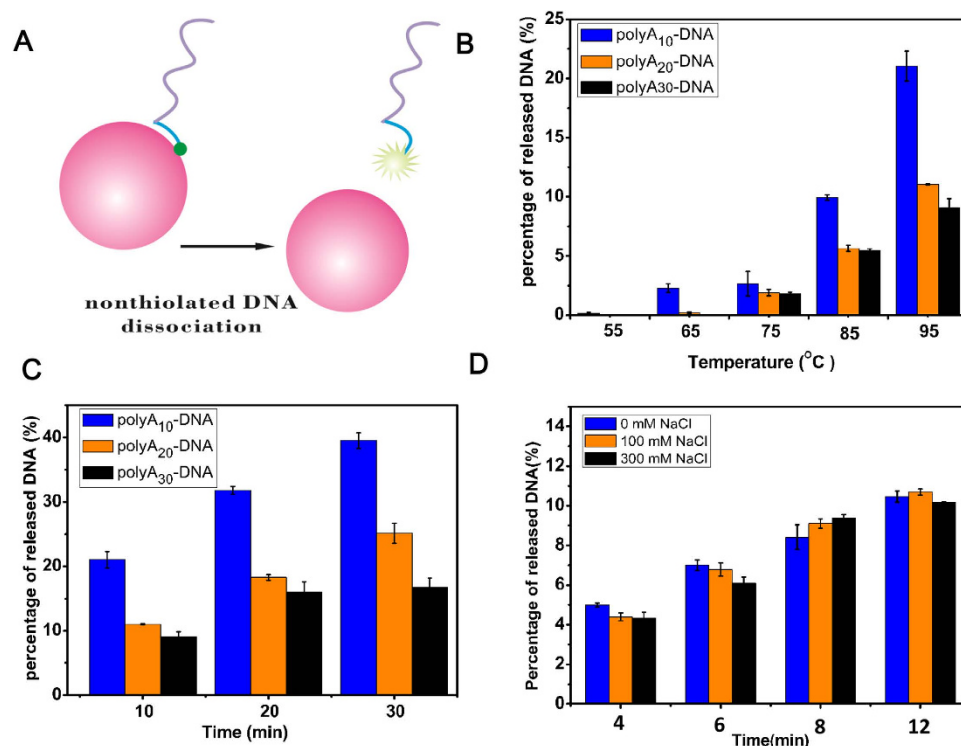 A
nonthiolated DNA
dissociation
B
percentage of released DNA (%)
25
20
15
10
5
0
polyA10-DNA
polyA20-DNA
polyA30-DNA
55 65 75 85 95
Temperature (°C )
C
percentage of released DNA (%)
40
30
20
10
0
polyA10-DNA
polyA20-DNA
polyA30-DNA
10 20 30
Time (min)
D
Percentage of released DNA(%)
14
12
10
8
6
4
2
0
0 mM NaCl
100 mM NaCl
300 mM NaCl
4 6 8 12
Time(min)